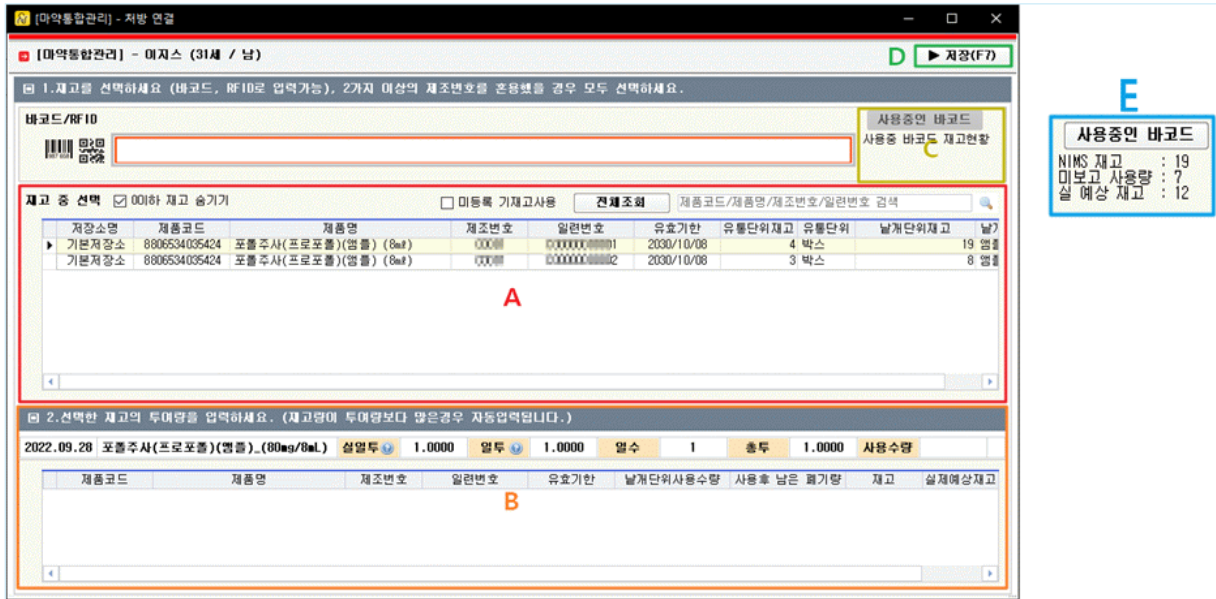 [마약통합관리] - 처방 연결
[마약통합관리] - 이지스 (31세 / 남)
D ▶ 저장(F7)
1.재고를 선택하세요 (바코드, RFID로 입력가능), 2가지 이상의 제조번호를 혼용했을 경우 모두 선택하세요.
바코드/RFID
사용중인 바코드
사용중 바코드 재고현황
C
재고 중 선택 0이하 재고 숨기기 미등록 기재고사용 전체조회 제품코드/제품명/제조번호/일련번호 검색
저장소명 제품코드 제품명 제조번호 일련번호 유효기한 유통단위재고 유통단위 낱개단위재고
기본저장소 8806534035424 포폴주사(프로포폴)(앰플) (8㎖) 2030/10/08 4 박스 19 앰플
기본저장소 8806534035424 포폴주사(프로포폴)(앰플) (8㎖) 2030/10/08 3 박스 8 앰플
A
2.선택한 재고의 투여량을 입력하세요. (재고량이 투여량보다 많은경우 자동입력됩니다.)
2022.09.28 포폴주사(프로포폴)(앰플)_(80mg/8mL) 실일투 1.0000 일투 1.0000 일수 1 총투 1.0000 사용수량
제품코드 제품명 제조번호 일련번호 유효기한 낱개단위사용수량 사용후 남은 폐기량 재고 실제예상재고
B
E
사용중인 바코드
NIMS 재고 : 19
미보고 사용량 : 7
실 예상 재고 : 12